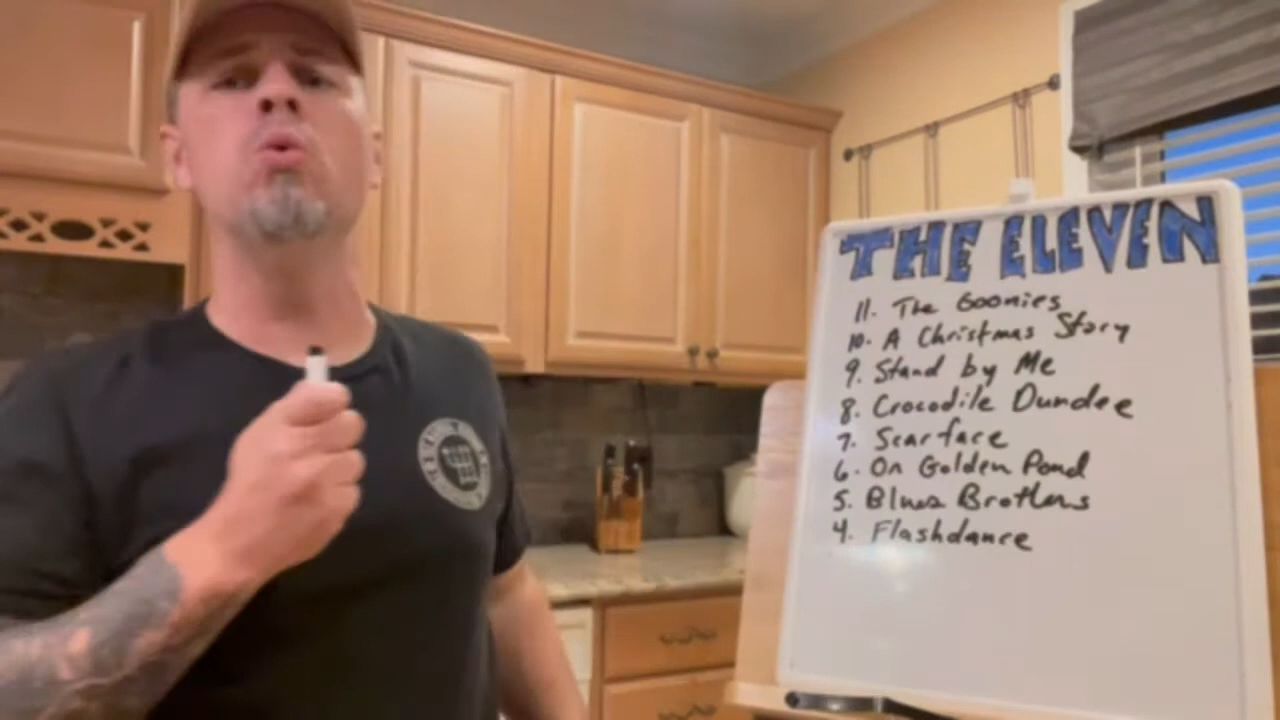 THE ELEVEN
11. The Goonies
10. A Christmas Story
9. Stand by Me
8. Crocodile Dundee
7. Scarface
6. On Golden Pond
5. Blues Brothers
4. Flashdance